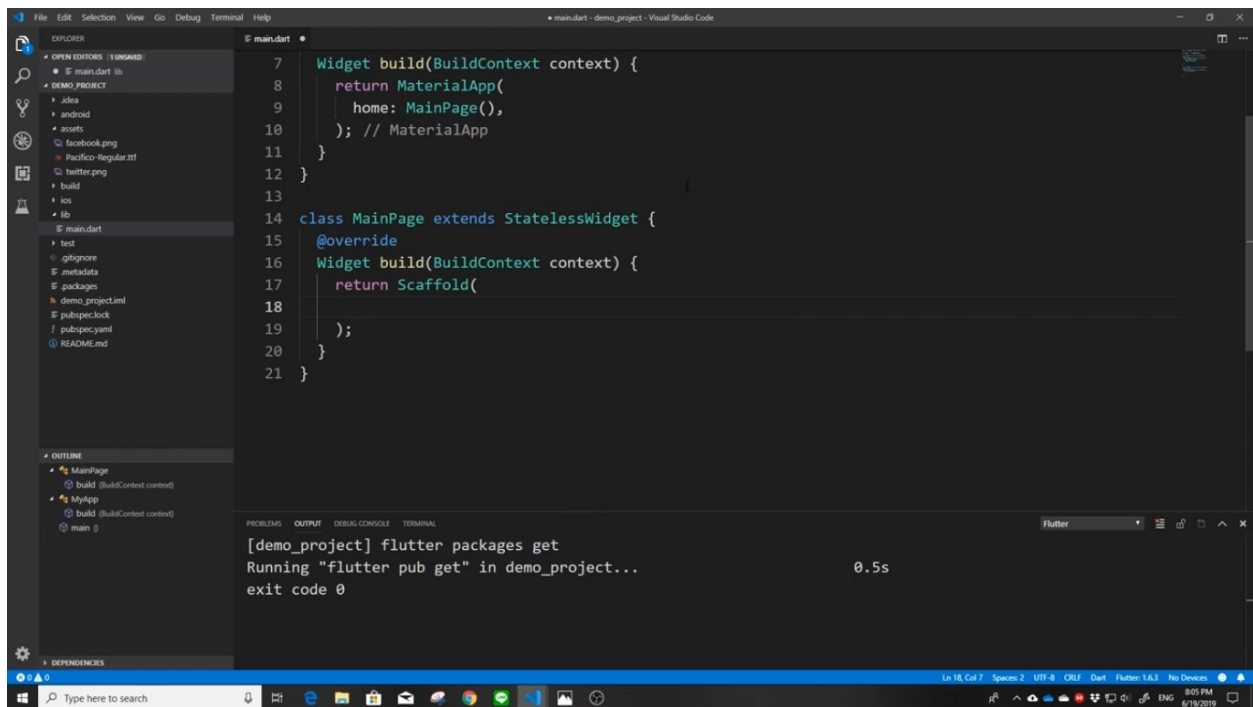 File Edit Selection View Go Debug Terminal Help
● main.dart - demo_project - Visual Studio Code
EXPLORER
OPEN EDITORS 1 UNSAVED
● main.dart lib
DEMO_PROJECT
.idea
android
assets
facebook.png
Pacifico-Regular.ttf
twitter.png
build
ios
lib
main.dart
test
.gitignore
.metadata
.packages
demo_project.iml
pubspec.lock
pubspec.yaml
README.md
OUTLINE
MainPage
build (BuildContext context)
MyApp
build (BuildContext context)
main ()
DEPENDENCIES
main.dart ●
7 Widget build(BuildContext context) {
8 return MaterialApp(
9 home: MainPage(),
10 ); // MaterialApp
11 }
12 }
13
14 class MainPage extends StatelessWidget {
15 @override
16 Widget build(BuildContext context) {
17 return Scaffold(
18
19 );
20 }
21 }
PROBLEMS OUTPUT DEBUG CONSOLE TERMINAL
Flutter
[demo_project] flutter packages get
Running "flutter pub get" in demo_project... 0.5s
exit code 0
0 0
Ln 18, Col 7 Spaces: 2 UTF-8 CRLF Dart Flutter: 1.6.3 No Devices
Type here to search
ENG
8:05 PM
6/19/2019